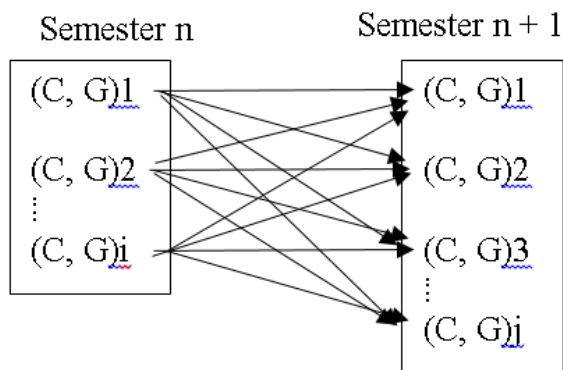 Semester n
(C, G)1
(C, G)2
⋮
(C, G)i
Semester n + 1
(C, G)1
(C, G)2
(C, G)3
⋮
(C, G)j